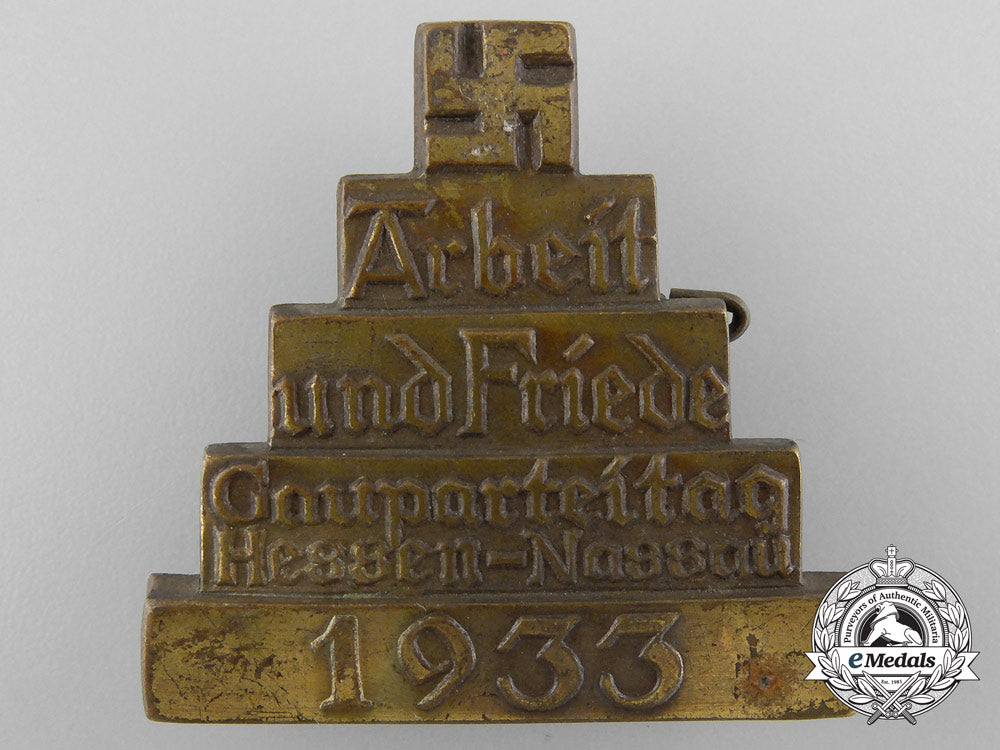 Arbeit
und Friede
Gauparteitag
Hessen-Nassau
1933
Purveyors of Authentic Militaria
eMedals